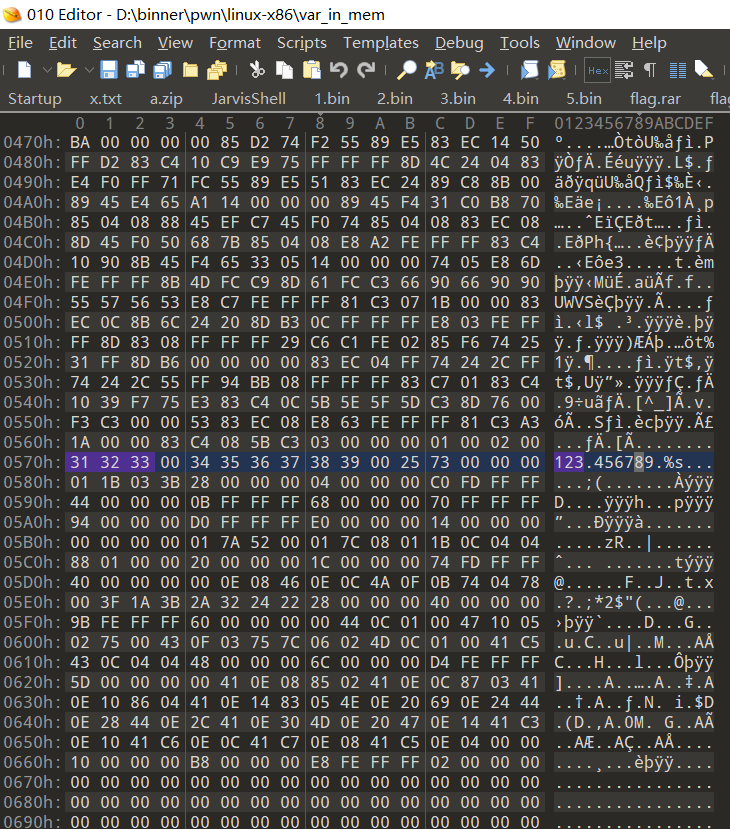 010 Editor - D:\binner\pwn\linux-x86\var_in_mem
File Edit Search View Format Scripts Templates Debug Tools Window Help
Hex
Startup x.txt a.zip JarvisShell 1.bin 2.bin 3.bin 4.bin 5.bin flag.rar flag
0 1 2 3 4 5 6 7 8 9 A B C D E F 0123456789ABCDEF
0470h: BA 00 00 00 00 85 D2 74 F2 55 89 E5 83 EC 14 50 º....…ÒtòU‰åƒì.P
0480h: FF D2 83 C4 10 C9 E9 75 FF FF FF 8D 4C 24 04 83 ÿÒƒÄ.Ééuÿÿÿ.L$.ƒ
0490h: E4 F0 FF 71 FC 55 89 E5 51 83 EC 24 89 C8 8B 00 äðÿqüU‰åQƒì$‰È‹.
04A0h: 89 45 E4 65 A1 14 00 00 00 89 45 F4 31 C0 B8 70 ‰Eäe¡....‰Eô1À¸p
04B0h: 85 04 08 88 45 EF C7 45 F0 74 85 04 08 83 EC 08 …..ˆEïÇEðt…..ƒì.
04C0h: 8D 45 F0 50 68 7B 85 04 08 E8 A2 FE FF FF 83 C4 .EðPh{…..è¢þÿÿƒÄ
04D0h: 10 90 8B 45 F4 65 33 05 14 00 00 00 74 05 E8 6D ..‹Eôe3.....t.èm
04E0h: FE FF FF 8B 4D FC C9 8D 61 FC C3 66 90 66 90 90 þÿÿ‹MüÉ.aüÃf.f..
04F0h: 55 57 56 53 E8 C7 FE FF FF 81 C3 07 1B 00 00 83 UWVSèÇþÿÿ.Ã....ƒ
0500h: EC 0C 8B 6C 24 20 8D B3 0C FF FF FF E8 03 FE FF ì.‹l$ .³.ÿÿÿè.þÿ
0510h: FF 8D 83 08 FF FF FF 29 C6 C1 FE 02 85 F6 74 25 ÿ.ƒ.ÿÿÿ)ÆÁþ.…öt%
0520h: 31 FF 8D B6 00 00 00 00 83 EC 04 FF 74 24 2C FF 1ÿ.¶....ƒì.ÿt$,ÿ
0530h: 74 24 2C 55 FF 94 BB 08 FF FF FF 83 C7 01 83 C4 t$,Uÿ”».ÿÿÿƒÇ.ƒÄ
0540h: 10 39 F7 75 E3 83 C4 0C 5B 5E 5F 5D C3 8D 76 00 .9÷uãƒÄ.[^_]Ã.v.
0550h: F3 C3 00 00 53 83 EC 08 E8 63 FE FF FF 81 C3 A3 óÃ..Sƒì.ècþÿÿ.Ã£
0560h: 1A 00 00 83 C4 08 5B C3 03 00 00 00 01 00 02 00 ...ƒÄ.[Ã........
0570h: 31 32 33 00 34 35 36 37 38 39 00 25 73 00 00 00 123.456789.%s...
0580h: 01 1B 03 3B 28 00 00 00 04 00 00 00 C0 FD FF FF ...;(.......Àýÿÿ
0590h: 44 00 00 00 0B FF FF FF 68 00 00 00 70 FF FF FF D....ÿÿÿh...pÿÿÿ
05A0h: 94 00 00 00 D0 FF FF FF E0 00 00 00 14 00 00 00 ”...Ðÿÿÿà.......
05B0h: 00 00 00 00 01 7A 52 00 01 7C 08 01 1B 0C 04 04 .....zR..|......
05C0h: 88 01 00 00 20 00 00 00 1C 00 00 00 74 FD FF FF ˆ... .......týÿÿ
05D0h: 40 00 00 00 00 0E 08 46 0E 0C 4A 0F 0B 74 04 78 @......F..J..t.x
05E0h: 00 3F 1A 3B 2A 32 24 22 28 00 00 00 40 00 00 00 .?.;*2$"(...@...
05F0h: 9B FE FF FF 60 00 00 00 00 44 0C 01 00 47 10 05 ›þÿÿ`....D...G..
0600h: 02 75 00 43 0F 03 75 7C 06 02 4D 0C 01 00 41 C5 .u.C..u|..M...AÅ
0610h: 43 0C 04 04 48 00 00 00 6C 00 00 00 D4 FE FF FF C...H...l...Ôþÿÿ
0620h: 5D 00 00 00 00 41 0E 08 85 02 41 0E 0C 87 03 41 ]....A..….A..‡.A
0630h: 0E 10 86 04 41 0E 14 83 05 4E 0E 20 69 0E 24 44 ..†.A..ƒ.N. i.$D
0640h: 0E 28 44 0E 2C 41 0E 30 4D 0E 20 47 0E 14 41 C3 .(D.,A.0M. G..AÃ
0650h: 0E 10 41 C6 0E 0C 41 C7 0E 08 41 C5 0E 04 00 00 ..AÆ..AÇ..AÅ....
0660h: 10 00 00 00 B8 00 00 00 E8 FE FF FF 02 00 00 00 ....¸...èþÿÿ....
0670h: 00 00 00 00 00 00 00 00 00 00 00 00 00 00 00 00 ................
0680h: 00 00 00 00 00 00 00 00 00 00 00 00 00 00 00 00 ................
0690h: 00 00 00 00 00 00 00 00 00 00 00 00 00 00 00 00 ................